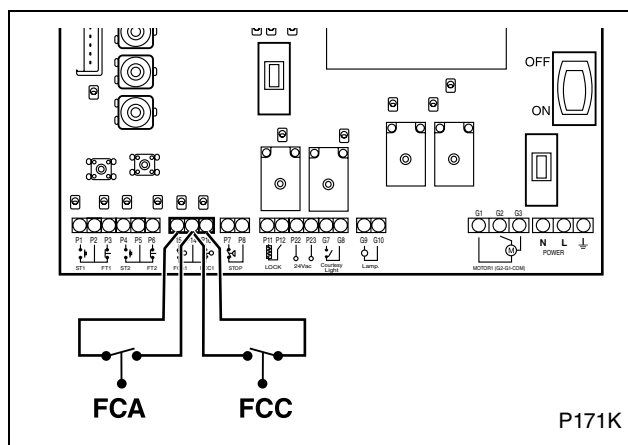 OFF
ON
P1 P2 P3 P4 P5 P6 P7 P8 P11 P12 P22 P23 G7 G8 G9 G10 G1 G2 G3 N L
ST1 FT1 ST2 FT2 STOP LOCK 24Vac Courtesy Light Lamp. M POWER
MOTOR1 (G2-G1-COM)
FCA FCC
P171K